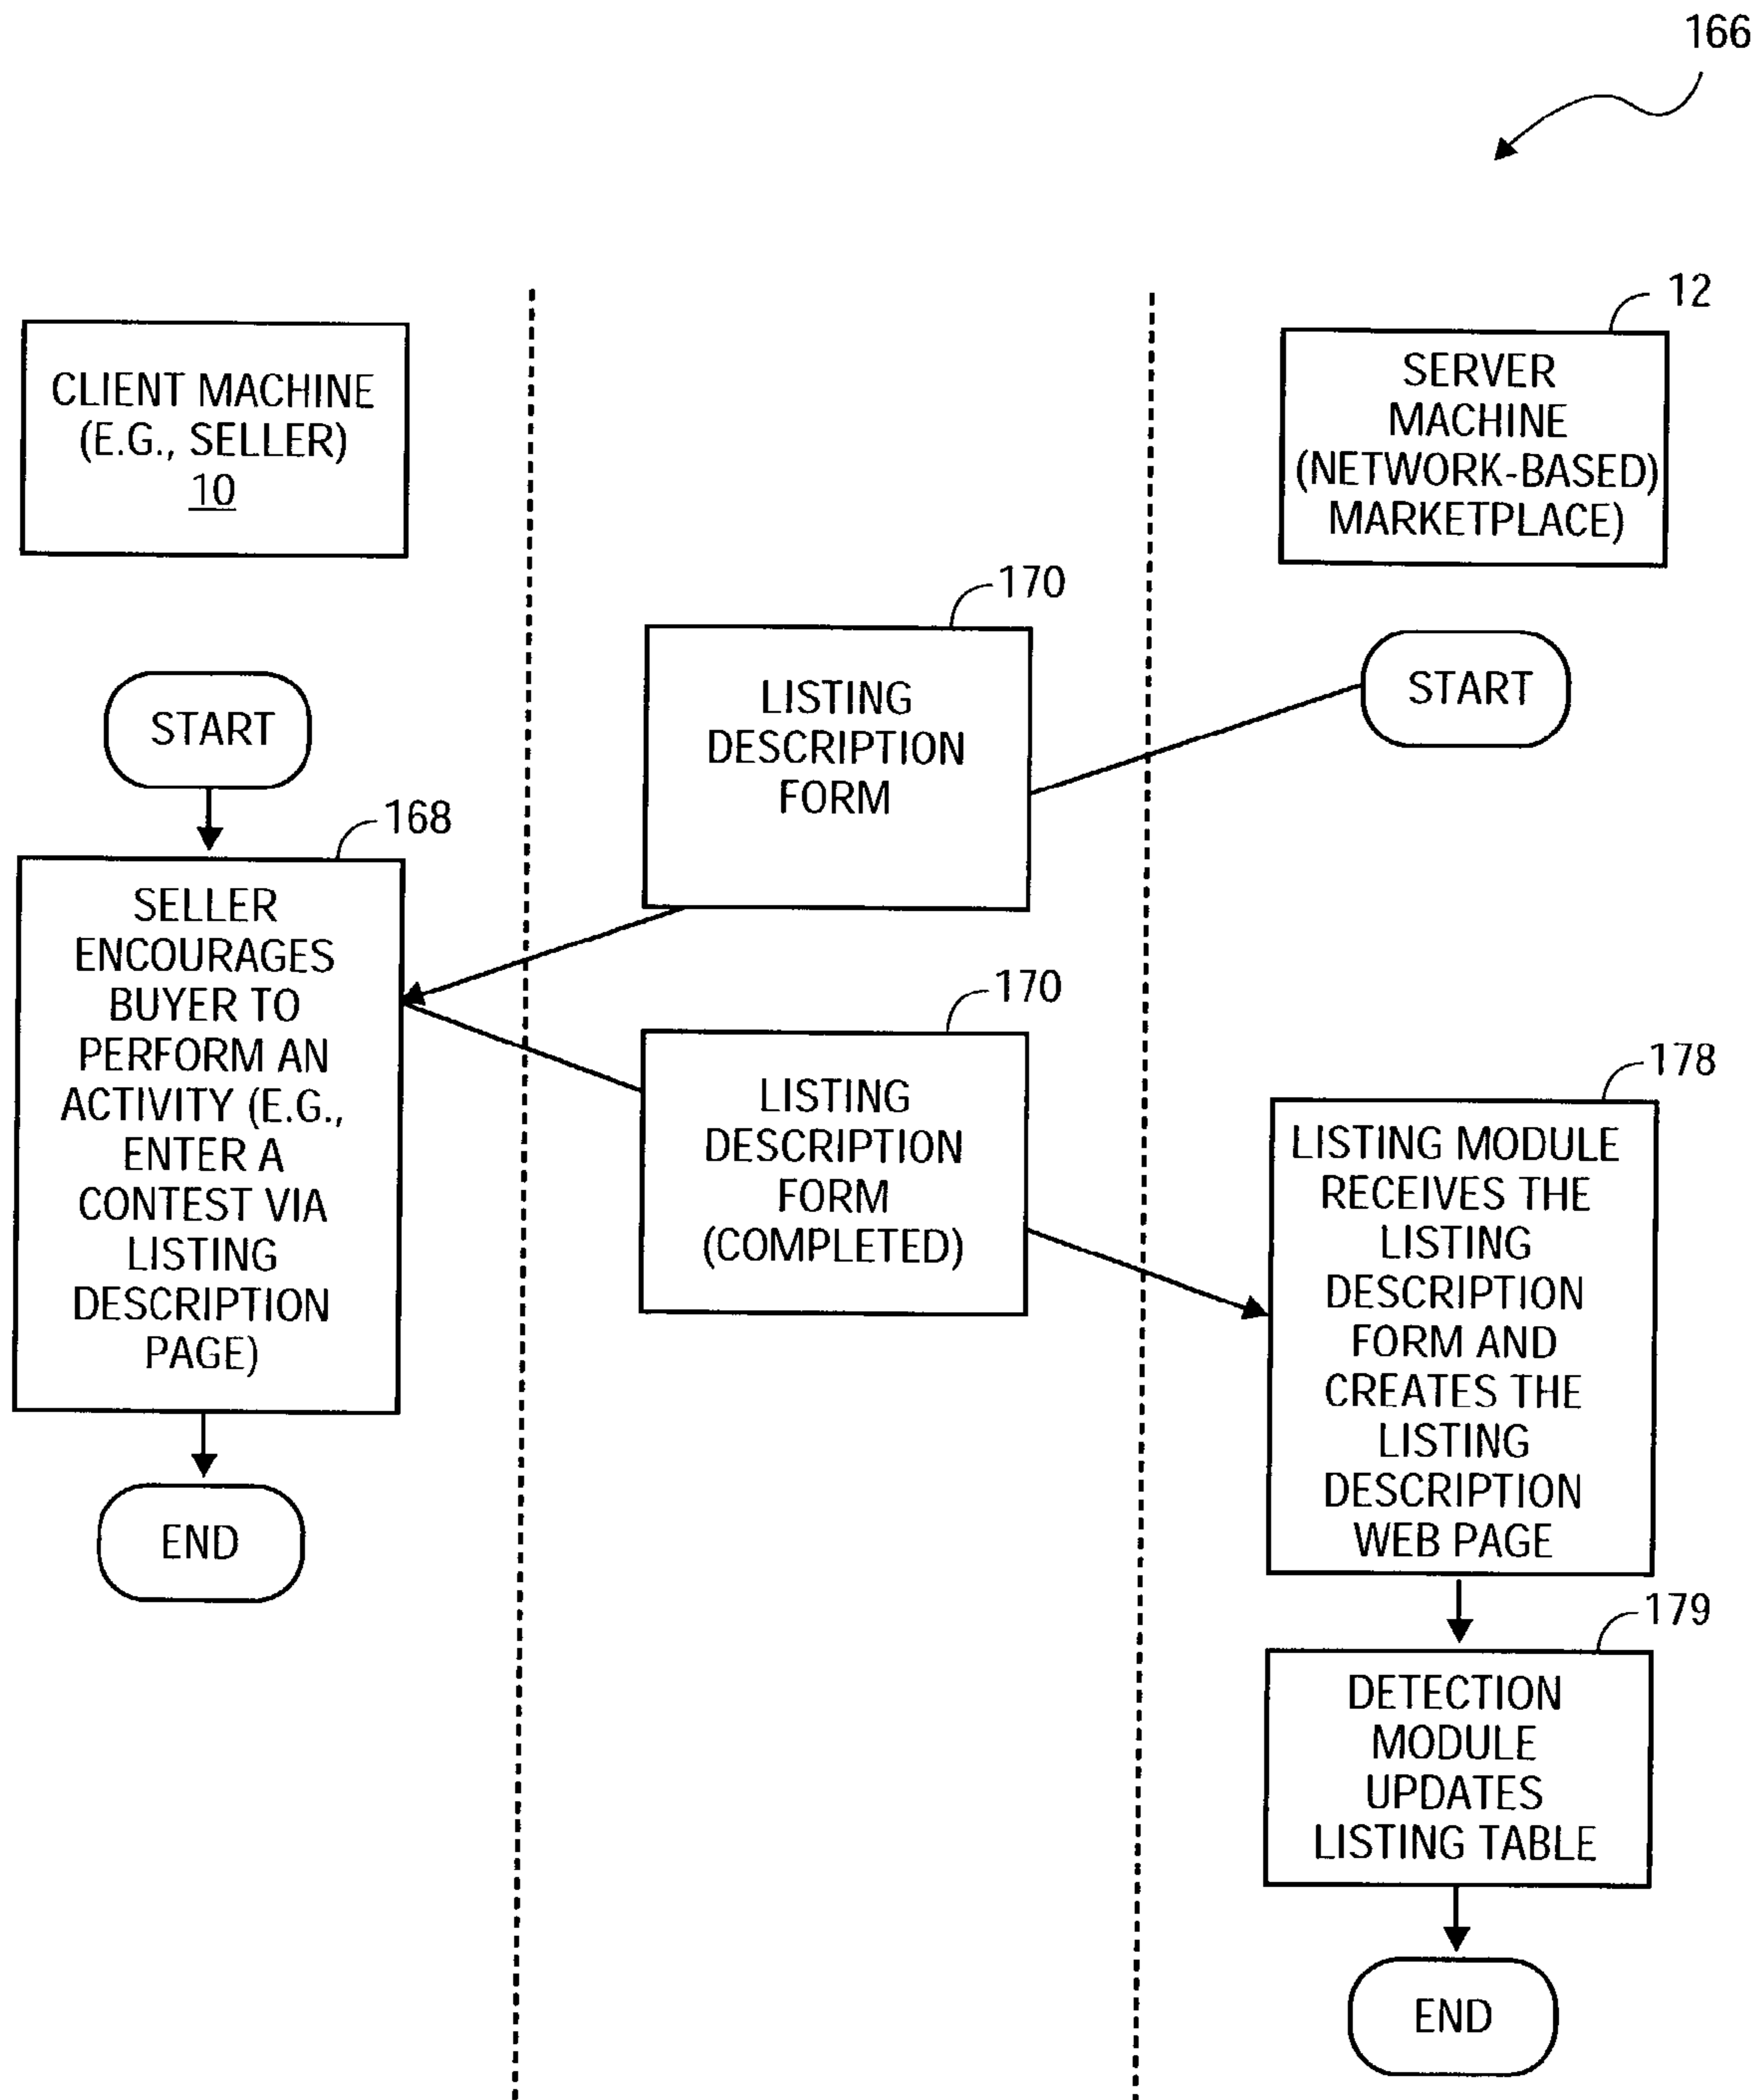 166
CLIENT MACHINE
(E.G., SELLER)
10
12
SERVER
MACHINE
(NETWORK-BASED)
MARKETPLACE)
170
LISTING
DESCRIPTION
FORM
START
START
168
SELLER
ENCOURAGES
BUYER TO
PERFORM AN
ACTIVITY (E.G.,
ENTER A
CONTEST VIA
LISTING
DESCRIPTION
PAGE)
170
LISTING
DESCRIPTION
FORM
(COMPLETED)
178
LISTING MODULE
RECEIVES THE
LISTING
DESCRIPTION
FORM AND
CREATES THE
LISTING
DESCRIPTION
WEB PAGE
END
179
DETECTION
MODULE
UPDATES
LISTING TABLE
END